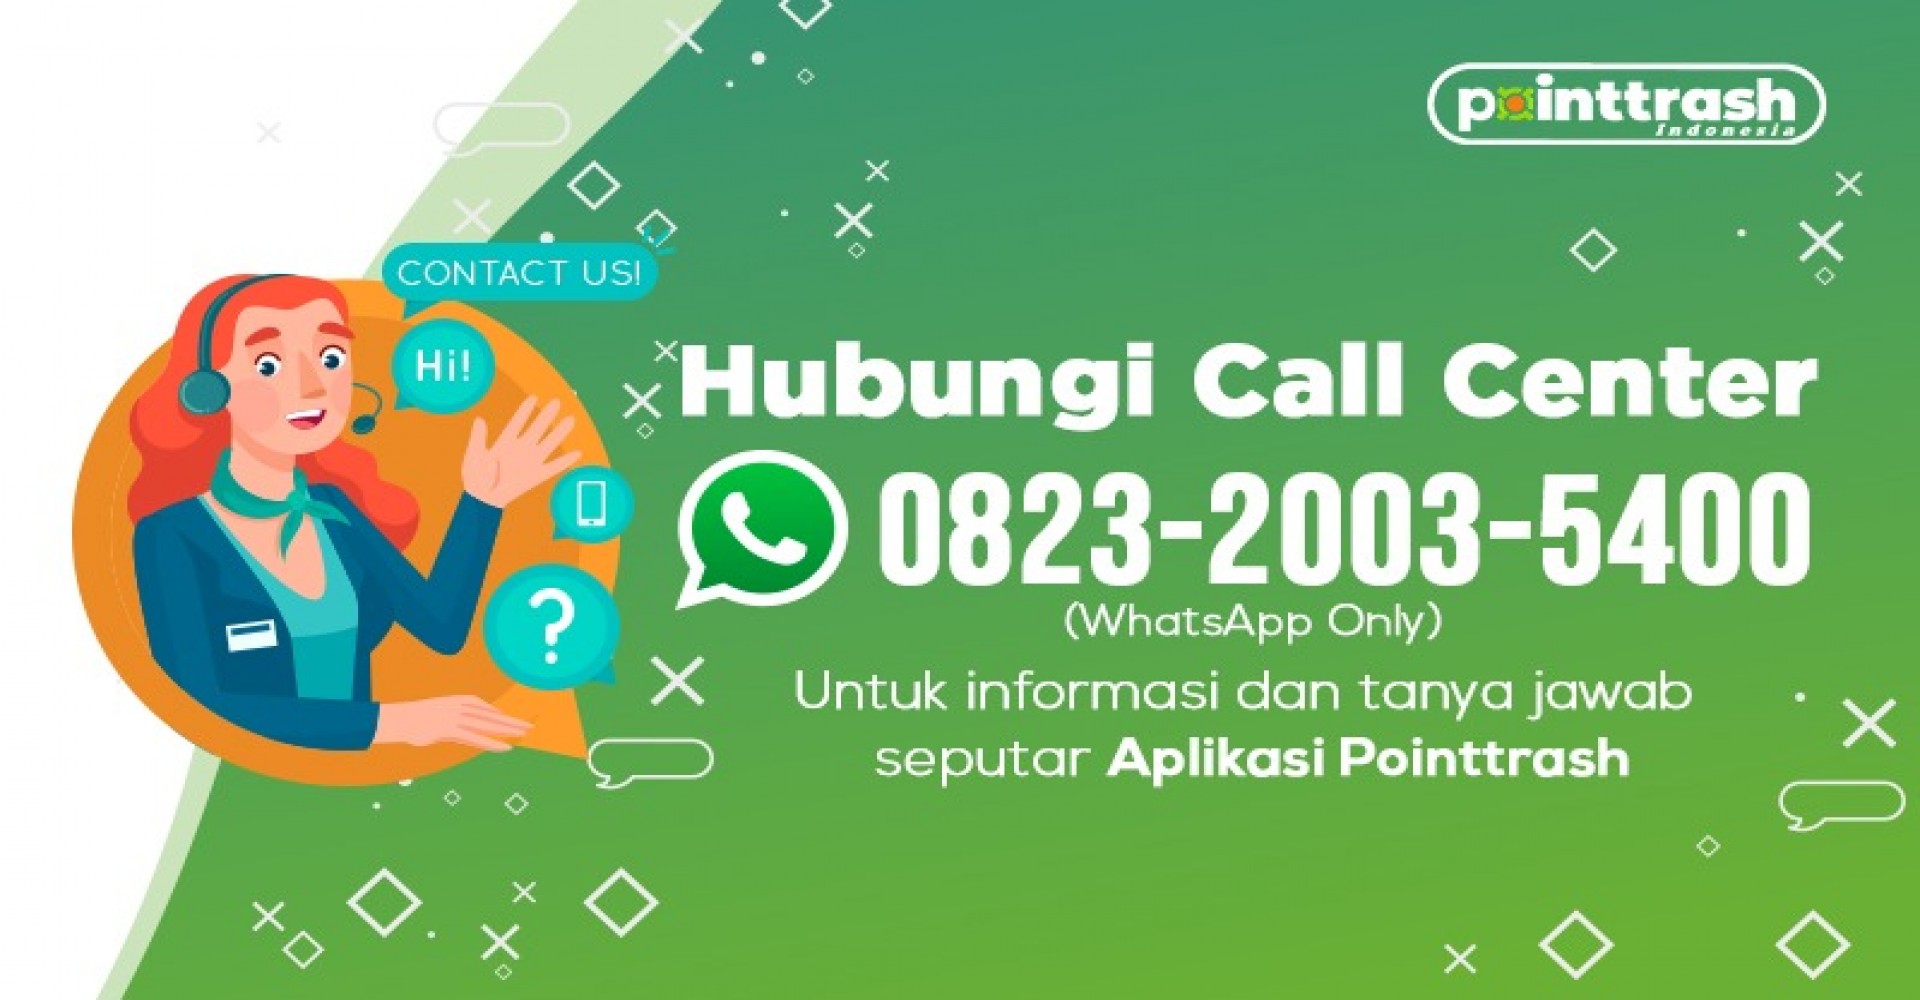 pointtrash
Indonesia
CONTACT US!
Hi!
?
Hubungi Call Center
0823-2003-5400
(WhatsApp Only)
Untuk informasi dan tanya jawab
seputar Aplikasi Pointtrash